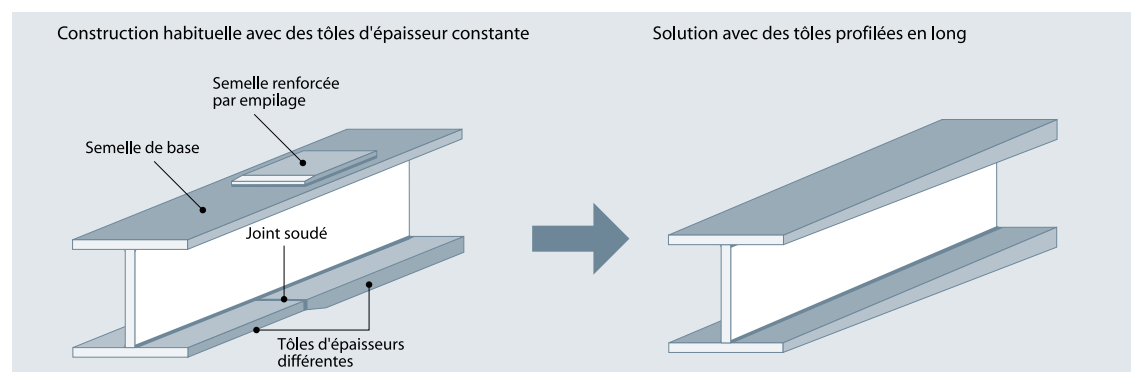 Construction habituelle avec des tôles d'épaisseur constante
Solution avec des tôles profilées en long
Semelle renforcée
par empilage
Semelle de base
Joint soudé
Tôles d'épaisseurs
différentes